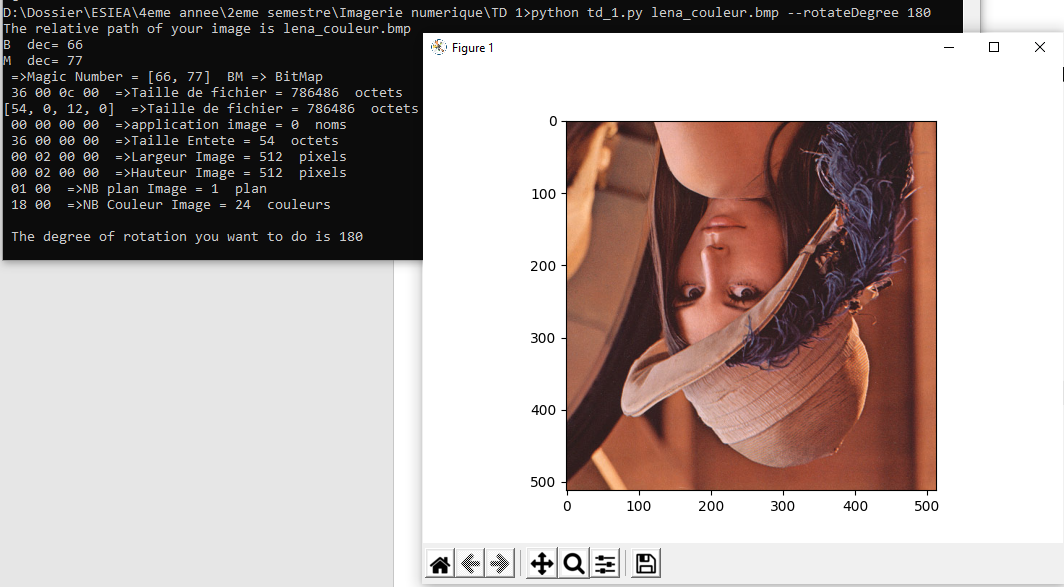 D:\Dossier\ESIEA\4eme annee\2eme semestre\Imagerie numerique\TD 1>python td_1.py lena_couleur.bmp --rotateDegree 180
The relative path of your image is lena_couleur.bmp
B  dec= 66
M  dec= 77
 =>Magic Number = [66, 77]  BM => BitMap
 36 00 0c 00  =>Taille de fichier = 786486  octets
[54, 0, 12, 0]  =>Taille de fichier = 786486  octets
 00 00 00 00  =>application image = 0  noms
 36 00 00 00  =>Taille Entete = 54  octets
 00 02 00 00  =>Largeur Image = 512  pixels
 00 02 00 00  =>Hauteur Image = 512  pixels
 01 00  =>NB plan Image = 1  plan
 18 00  =>NB Couleur Image = 24  couleurs
 The degree of rotation you want to do is 180
Figure 1
0
100
200
300
400
500
0 100 200 300 400 500